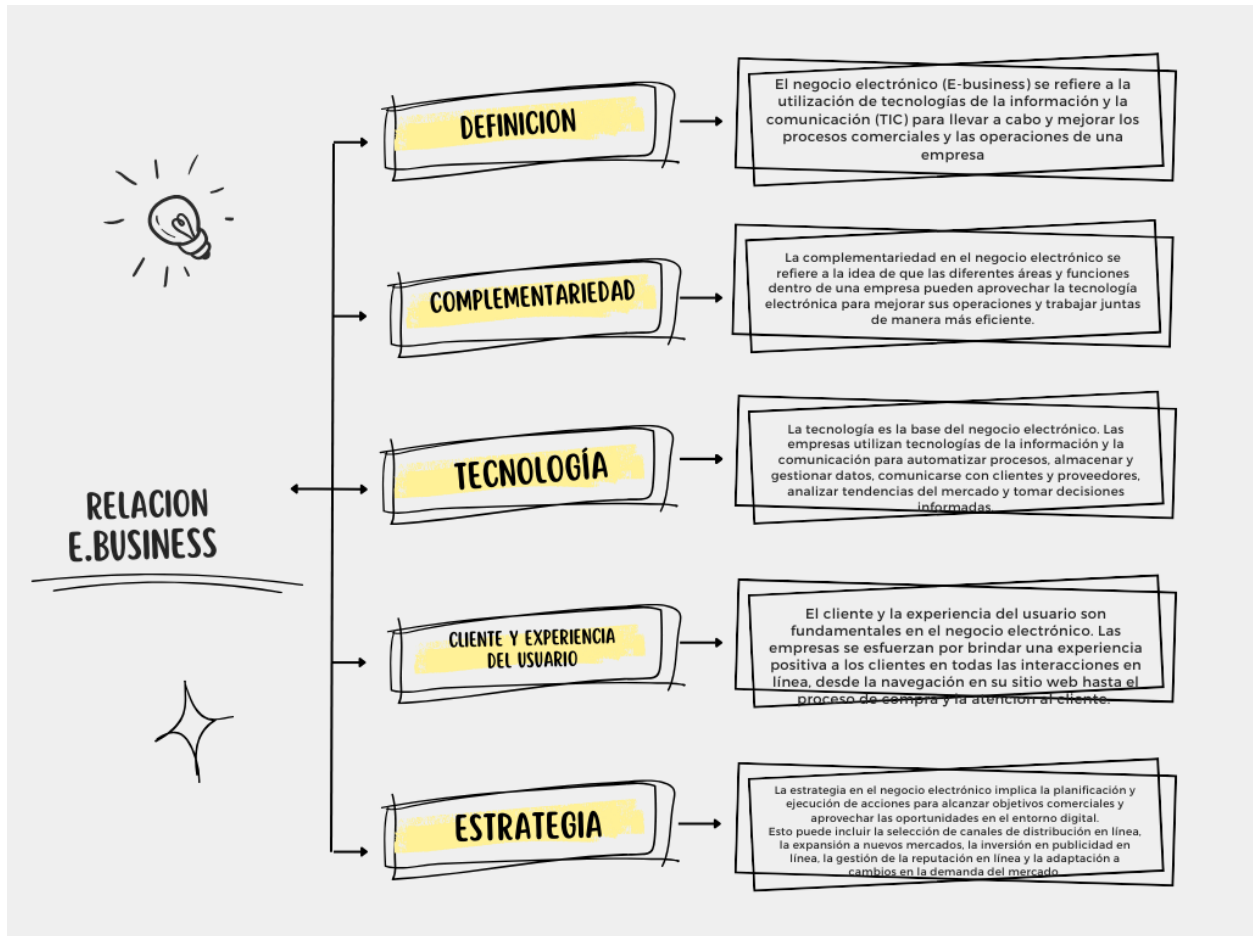 RELACION
E.BUSINESS
DEFINICION
El negocio electrónico (E-business) se refiere a la
utilización de tecnologías de la información y la
comunicación (TIC) para llevar a cabo y mejorar los
procesos comerciales y las operaciones de una
empresa
COMPLEMENTARIEDAD
La complementariedad en el negocio electrónico se
refiere a la idea de que las diferentes áreas y funciones
dentro de una empresa pueden aprovechar la tecnología
electrónica para mejorar sus operaciones y trabajar juntas
de manera más eficiente.
TECNOLOGÍA
La tecnología es la base del negocio electrónico. Las
empresas utilizan tecnologías de la información y la
comunicación para automatizar procesos, almacenar y
gestionar datos, comunicarse con clientes y proveedores,
analizar tendencias del mercado y tomar decisiones
informadas.
CLIENTE Y EXPERIENCIA
DEL USUARIO
El cliente y la experiencia del usuario son
fundamentales en el negocio electrónico. Las
empresas se esfuerzan por brindar una experiencia
positiva a los clientes en todas las interacciones en
línea, desde la navegación en su sitio web hasta el
proceso de compra y la atención al cliente.
ESTRATEGIA
La estrategia en el negocio electrónico implica la planificación y
ejecución de acciones para alcanzar objetivos comerciales y
aprovechar las oportunidades en el entorno digital.
Esto puede incluir la selección de canales de distribución en línea,
la expansión a nuevos mercados, la inversión en publicidad en
línea, la gestión de la reputación en línea y la adaptación a
cambios en la demanda del mercado.